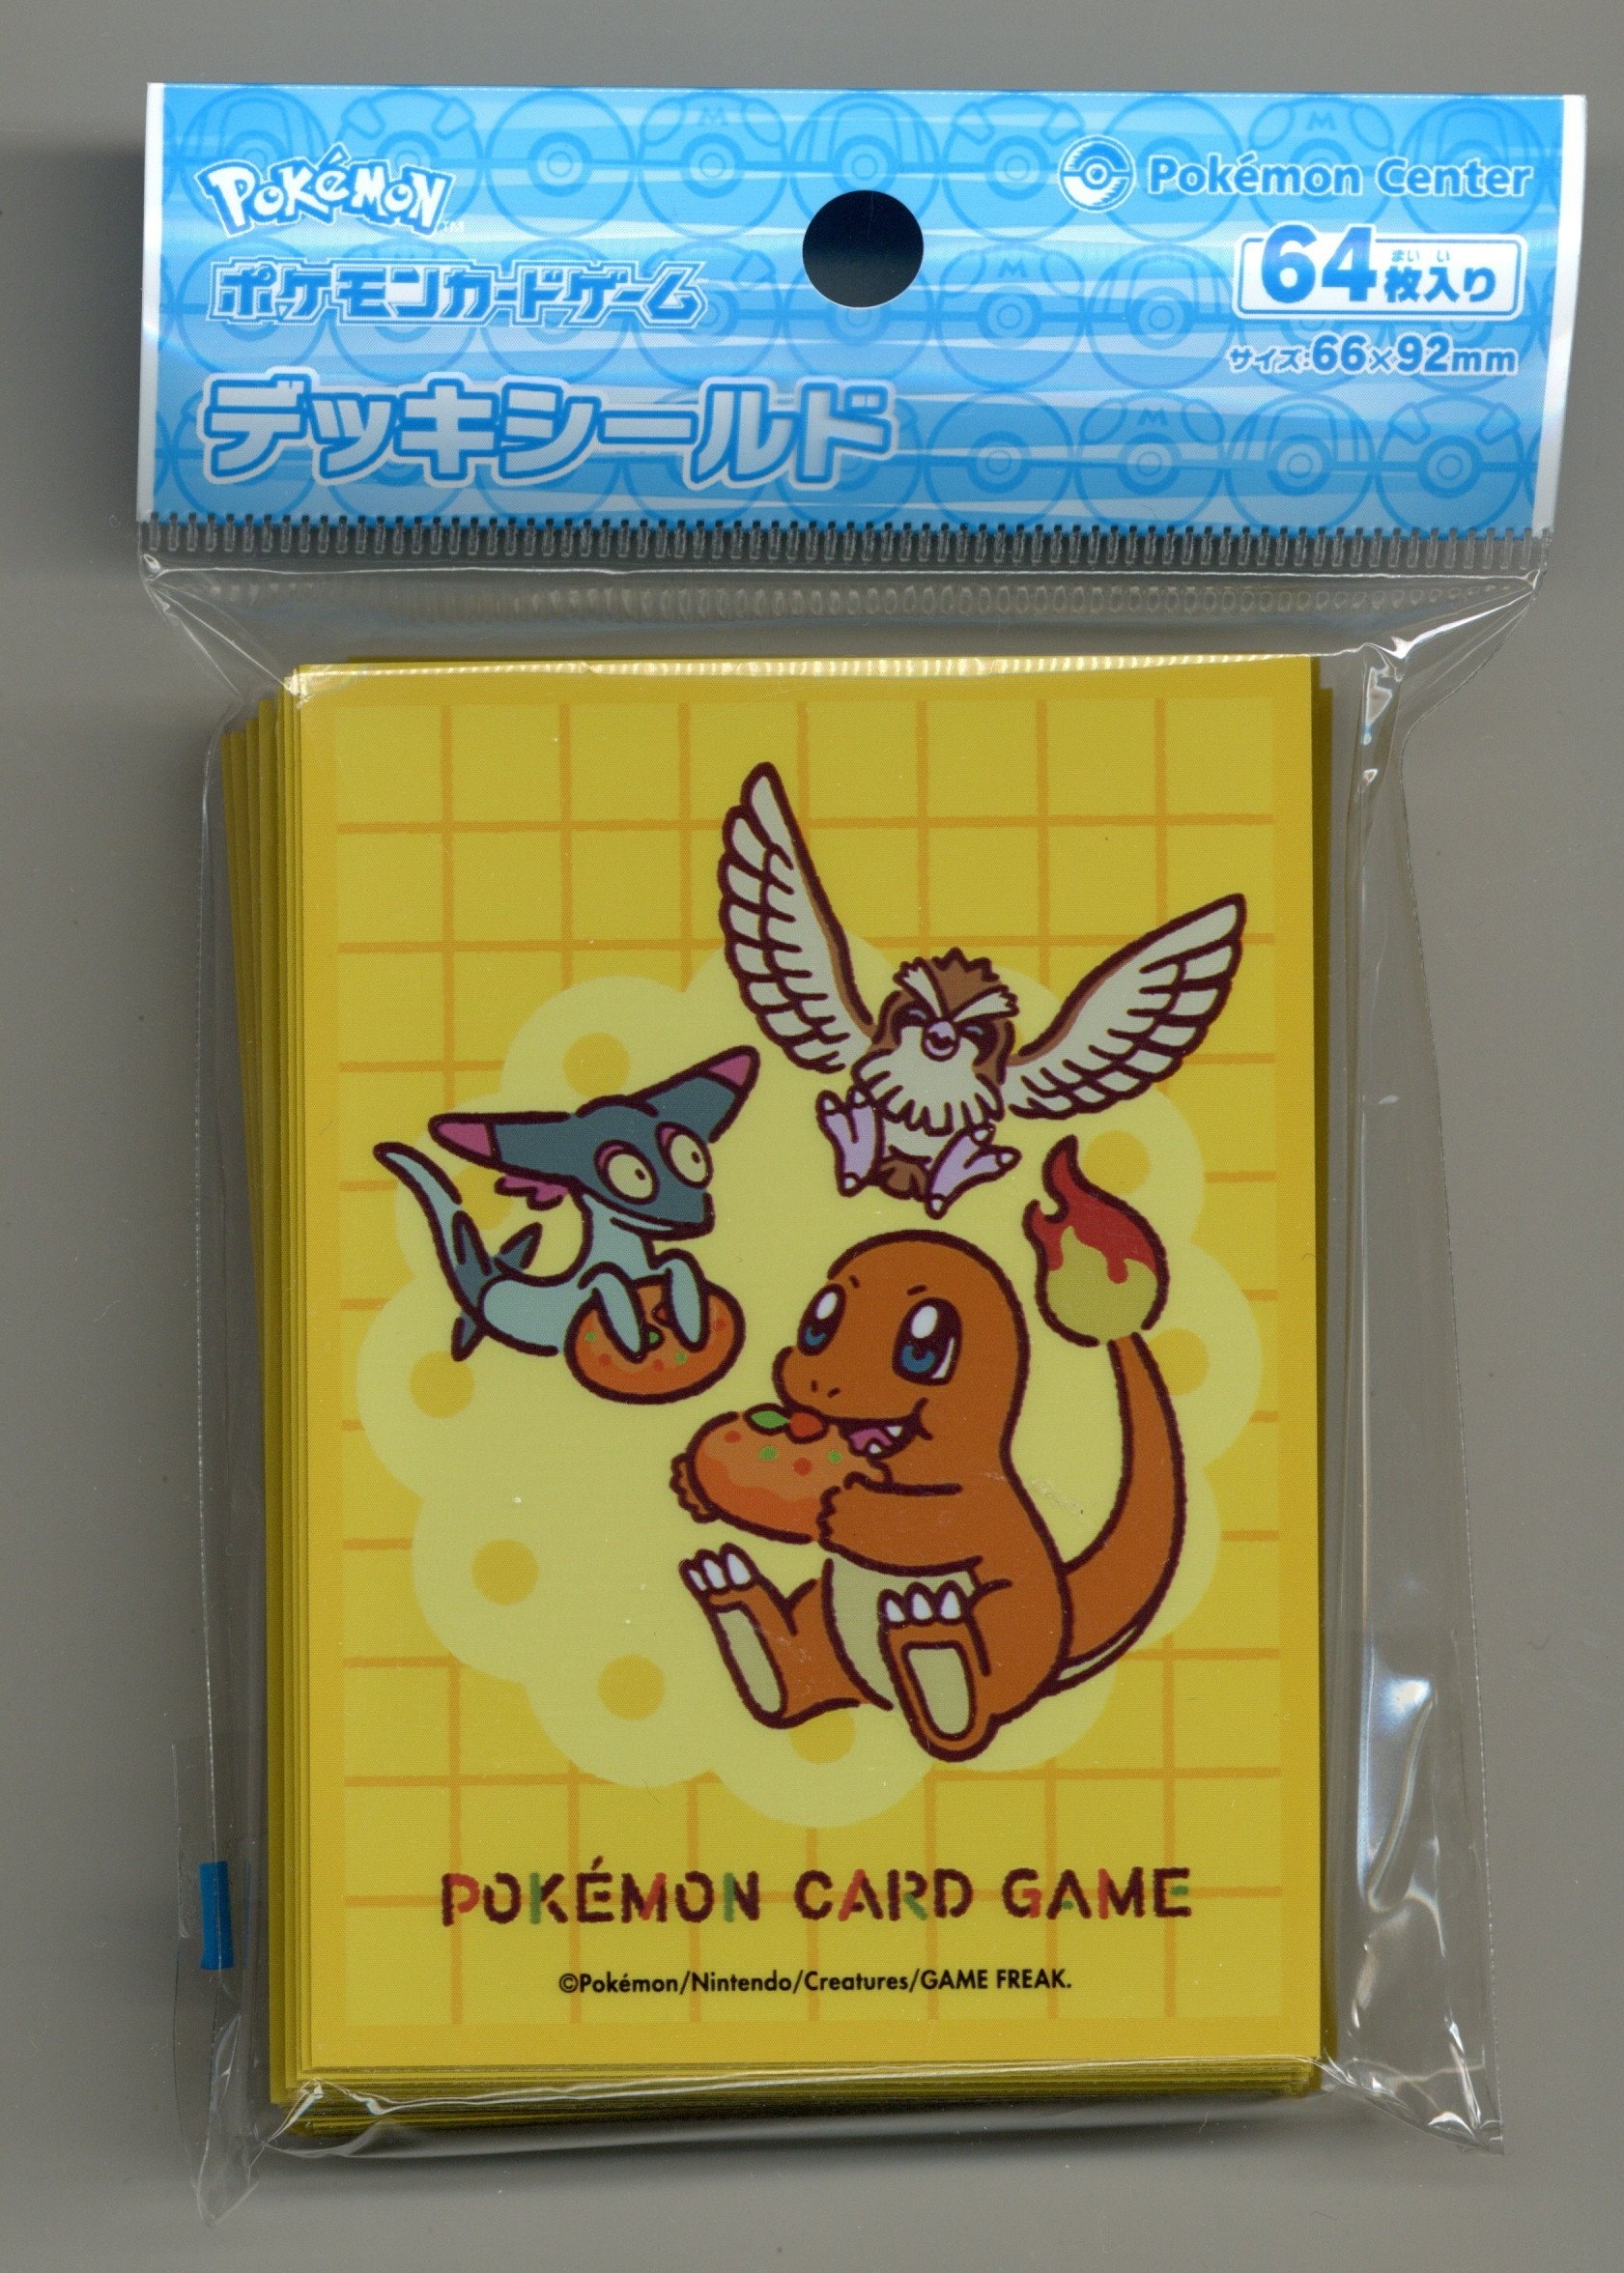 POKéMON TM
Pokémon Center
ポケモンカードゲーム
64枚入り
まい い
サイズ:66×92mm
デッキシールド
POKÉMON CARD GAME
©Pokémon/Nintendo/Creatures/GAME FREAK.